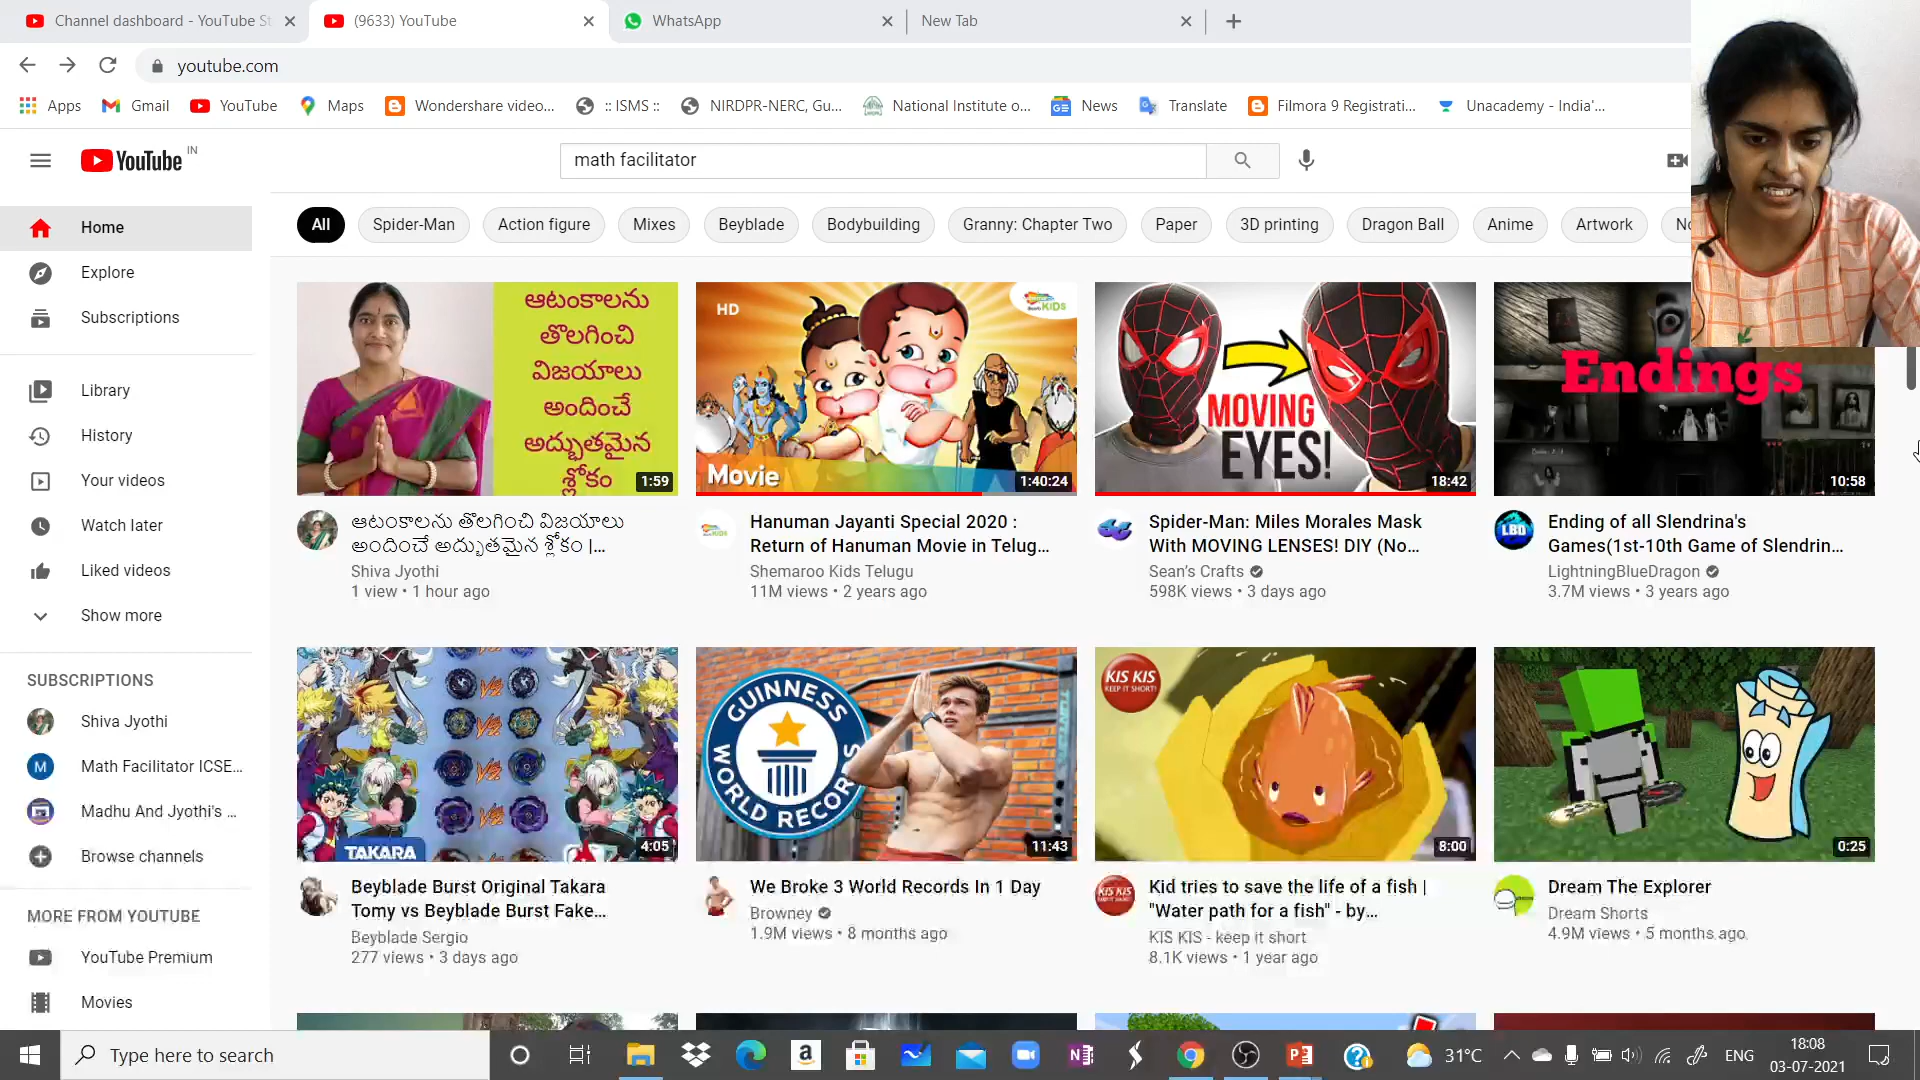 Channel dashboard - YouTube St
(9633) YouTube
WhatsApp
New Tab
youtube.com
Apps
Gmail
YouTube
Maps
Wondershare video...
:: ISMS ::
NIRDPR-NERC, Gu...
National Institute o...
News
Translate
Filmora 9 Registrati...
Unacademy - India'...
YouTube IN
math facilitator
Home
Explore
Subscriptions
Library
History
Your videos
Watch later
Liked videos
Show more
SUBSCRIPTIONS
Shiva Jyothi
M
Math Facilitator ICSE...
Madhu And Jyothi's ...
Browse channels
MORE FROM YOUTUBE
YouTube Premium
Movies
All
Spider-Man
Action figure
Mixes
Beyblade
Bodybuilding
Granny: Chapter Two
Paper
3D printing
Dragon Ball
Anime
Artwork
ఆటంకాలను
తొలగించి
విజయాలు
అందించే
అద్భుతమైన
శ్లోకం
1:59
ఆటంకాలను తొలగించి విజయాలు
అందించే అద్భుతమైన శ్లోకం |...
Shiva Jyothi
1 view • 1 hour ago
HD
KIDS
Movie
1:40:24
Hanuman Jayanti Special 2020 :
Return of Hanuman Movie in Telug...
Shemaroo Kids Telugu
11M views • 2 years ago
MOVING
EYES!
18:42
Spider-Man: Miles Morales Mask
With MOVING LENSES! DIY (No...
Sean's Crafts
598K views • 3 days ago
Endings
10:58
LBD
Ending of all Slendrina's
Games(1st-10th Game of Slendrin...
LightningBlueDragon
3.7M views • 3 years ago
VS
VS
VS
VS
TAKARA
4:05
Beyblade Burst Original Takara
Tomy vs Beyblade Burst Fake...
Beyblade Sergio
277 views • 3 days ago
GUINNESS
WORLD RECORDS
11:43
We Broke 3 World Records In 1 Day
Browney
1.9M views • 8 months ago
KIS KIS
KEEP IT SHORT!
8:00
KIS KIS
Kid tries to save the life of a fish |
"Water path for a fish" - by...
KIS KIS - keep it short
8.1K views • 1 year ago
0:25
Dream The Explorer
Dream Shorts
4.9M views • 5 months ago
Type here to search
31°C
ENG
18:08
03-07-2021